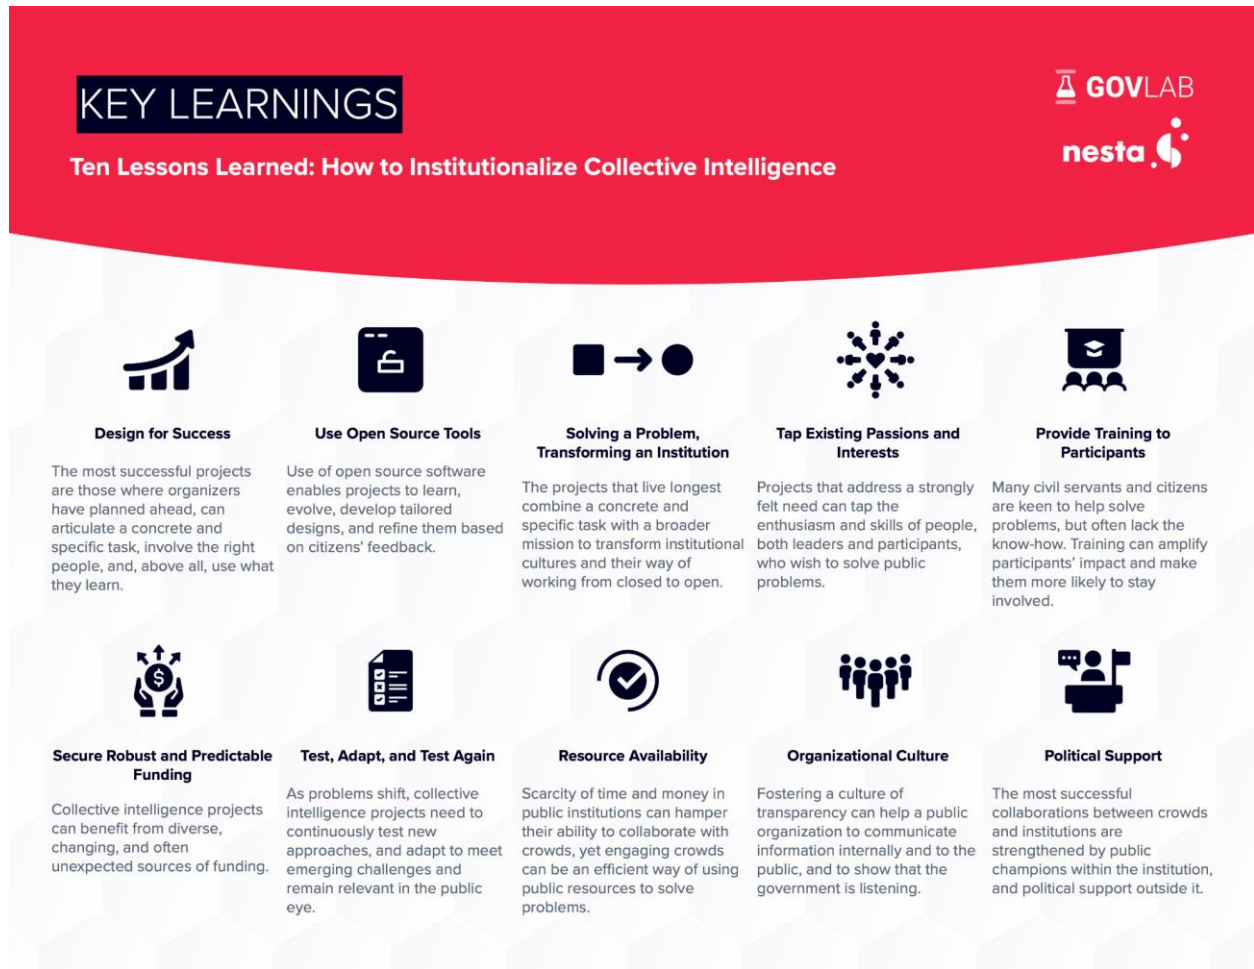 KEY LEARNINGS
GOVLAB
nesta
Ten Lessons Learned: How to Institutionalize Collective Intelligence
Design for Success
The most successful projects
are those where organizers
have planned ahead, can
articulate a concrete and
specific task, involve the right
people, and, above all, use what
they learn.
Use Open Source Tools
Use of open source software
enables projects to learn,
evolve, develop tailored
designs, and refine them based
on citizens' feedback.
Solving a Problem,
Transforming an Institution
The projects that live longest
combine a concrete and
specific task with a broader
mission to transform institutional
cultures and their way of
working from closed to open.
Tap Existing Passions and
Interests
Projects that address a strongly
felt need can tap the
enthusiasm and skills of people,
both leaders and participants,
who wish to solve public
problems.
Provide Training to
Participants
Many civil servants and citizens
are keen to help solve
problems, but often lack the
know-how. Training can amplify
participants' impact and make
them more likely to stay
involved.
$
Secure Robust and Predictable
Funding
Collective intelligence projects
can benefit from diverse,
changing, and often
unexpected sources of funding.
Test, Adapt, and Test Again
As problems shift, collective
intelligence projects need to
continuously test new
approaches, and adapt to meet
emerging challenges and
remain relevant in the public
eye.
Resource Availability
Scarcity of time and money in
public institutions can hamper
their ability to collaborate with
crowds, yet engaging crowds
can be an efficient way of using
public resources to solve
problems.
Organizational Culture
Fostering a culture of
transparency can help a public
organization to communicate
information internally and to the
public, and to show that the
government is listening.
Political Support
The most successful
collaborations between crowds
and institutions are
strengthened by public
champions within the institution,
and political support outside it.